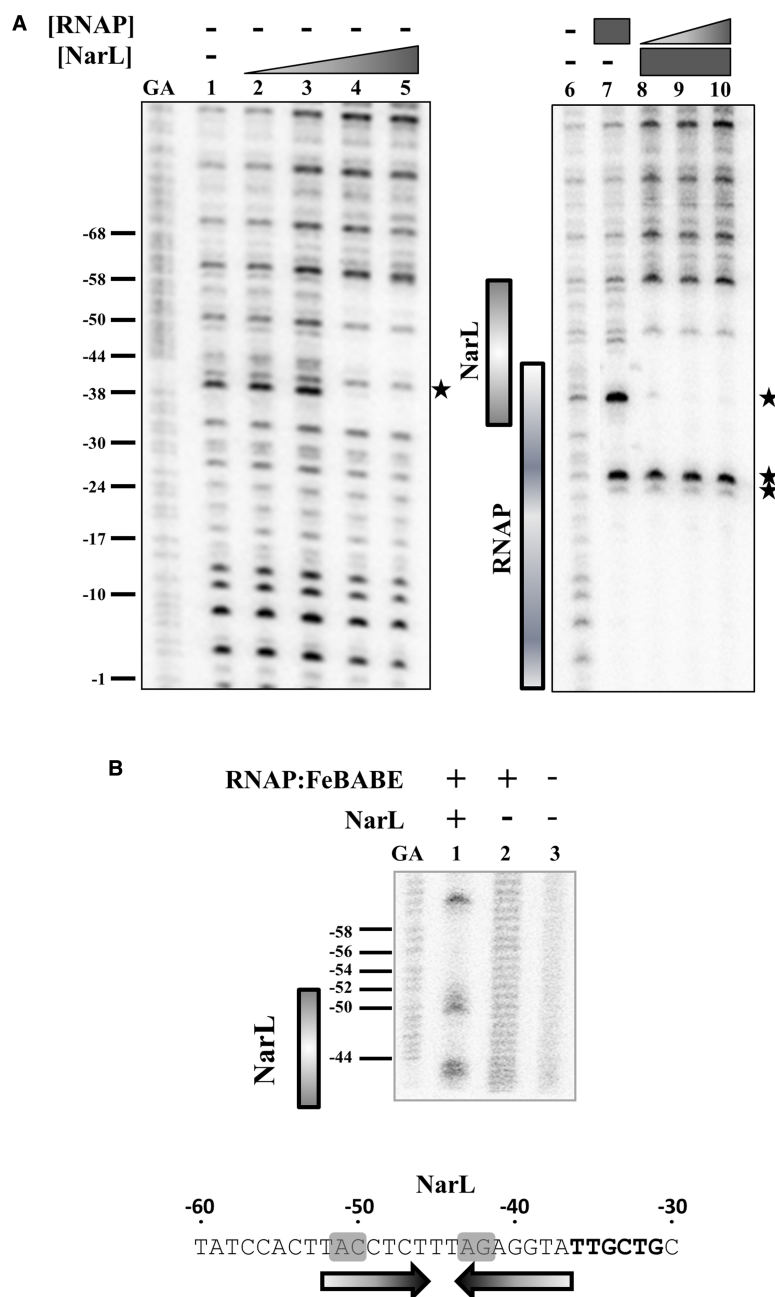 A
[RNAP] - - - - -
[NarL] -
GA 1 2 3 4 5
-
- -
6 7 8 9 10
-68
-58
-50
-44
-38
-30
-24
-17
-10
-1
★
NarL
RNAP
★
★
★
B
RNAP:FeBABE + + -
NarL + - -
GA 1 2 3
-58
-56
-54
-52
-50
-44
NarL
NarL
-60 -50 -40 -30
TATCCACTTACCTCTTTAGAGGTATTGCTGC